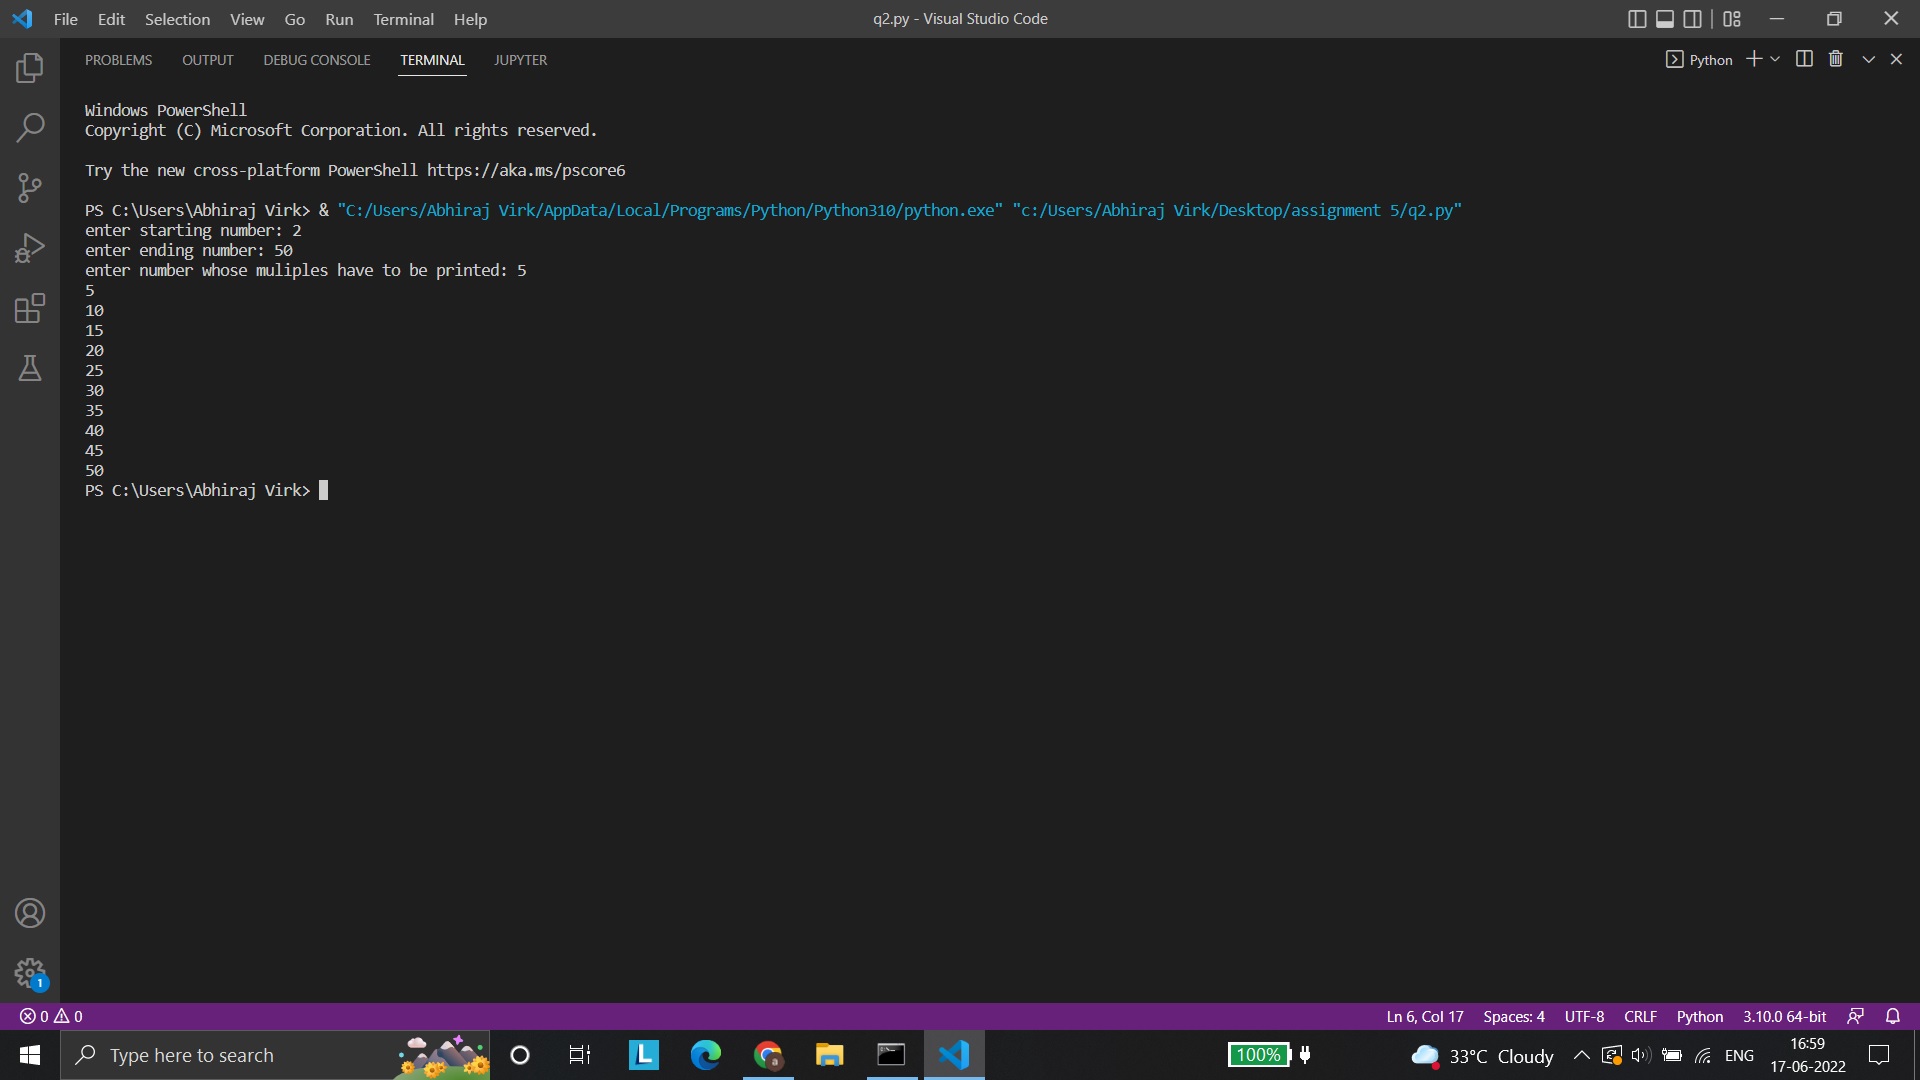 File Edit Selection View Go Run Terminal Help
q2.py - Visual Studio Code
PROBLEMS OUTPUT DEBUG CONSOLE TERMINAL JUPYTER
Python
Windows PowerShell
Copyright (C) Microsoft Corporation. All rights reserved.
Try the new cross-platform PowerShell https://aka.ms/pscore6
PS C:\Users\Abhiraj Virk> & "C:/Users/Abhiraj Virk/AppData/Local/Programs/Python/Python310/python.exe" "c:/Users/Abhiraj Virk/Desktop/assignment 5/q2.py"
enter starting number: 2
enter ending number: 50
enter number whose muliples have to be printed: 5
5
10
15
20
25
30
35
40
45
50
PS C:\Users\Abhiraj Virk>
1
0 0
Ln 6, Col 17 Spaces: 4 UTF-8 CRLF Python 3.10.0 64-bit
Type here to search
L
a
100%
33°C Cloudy
ENG
16:59
17-06-2022